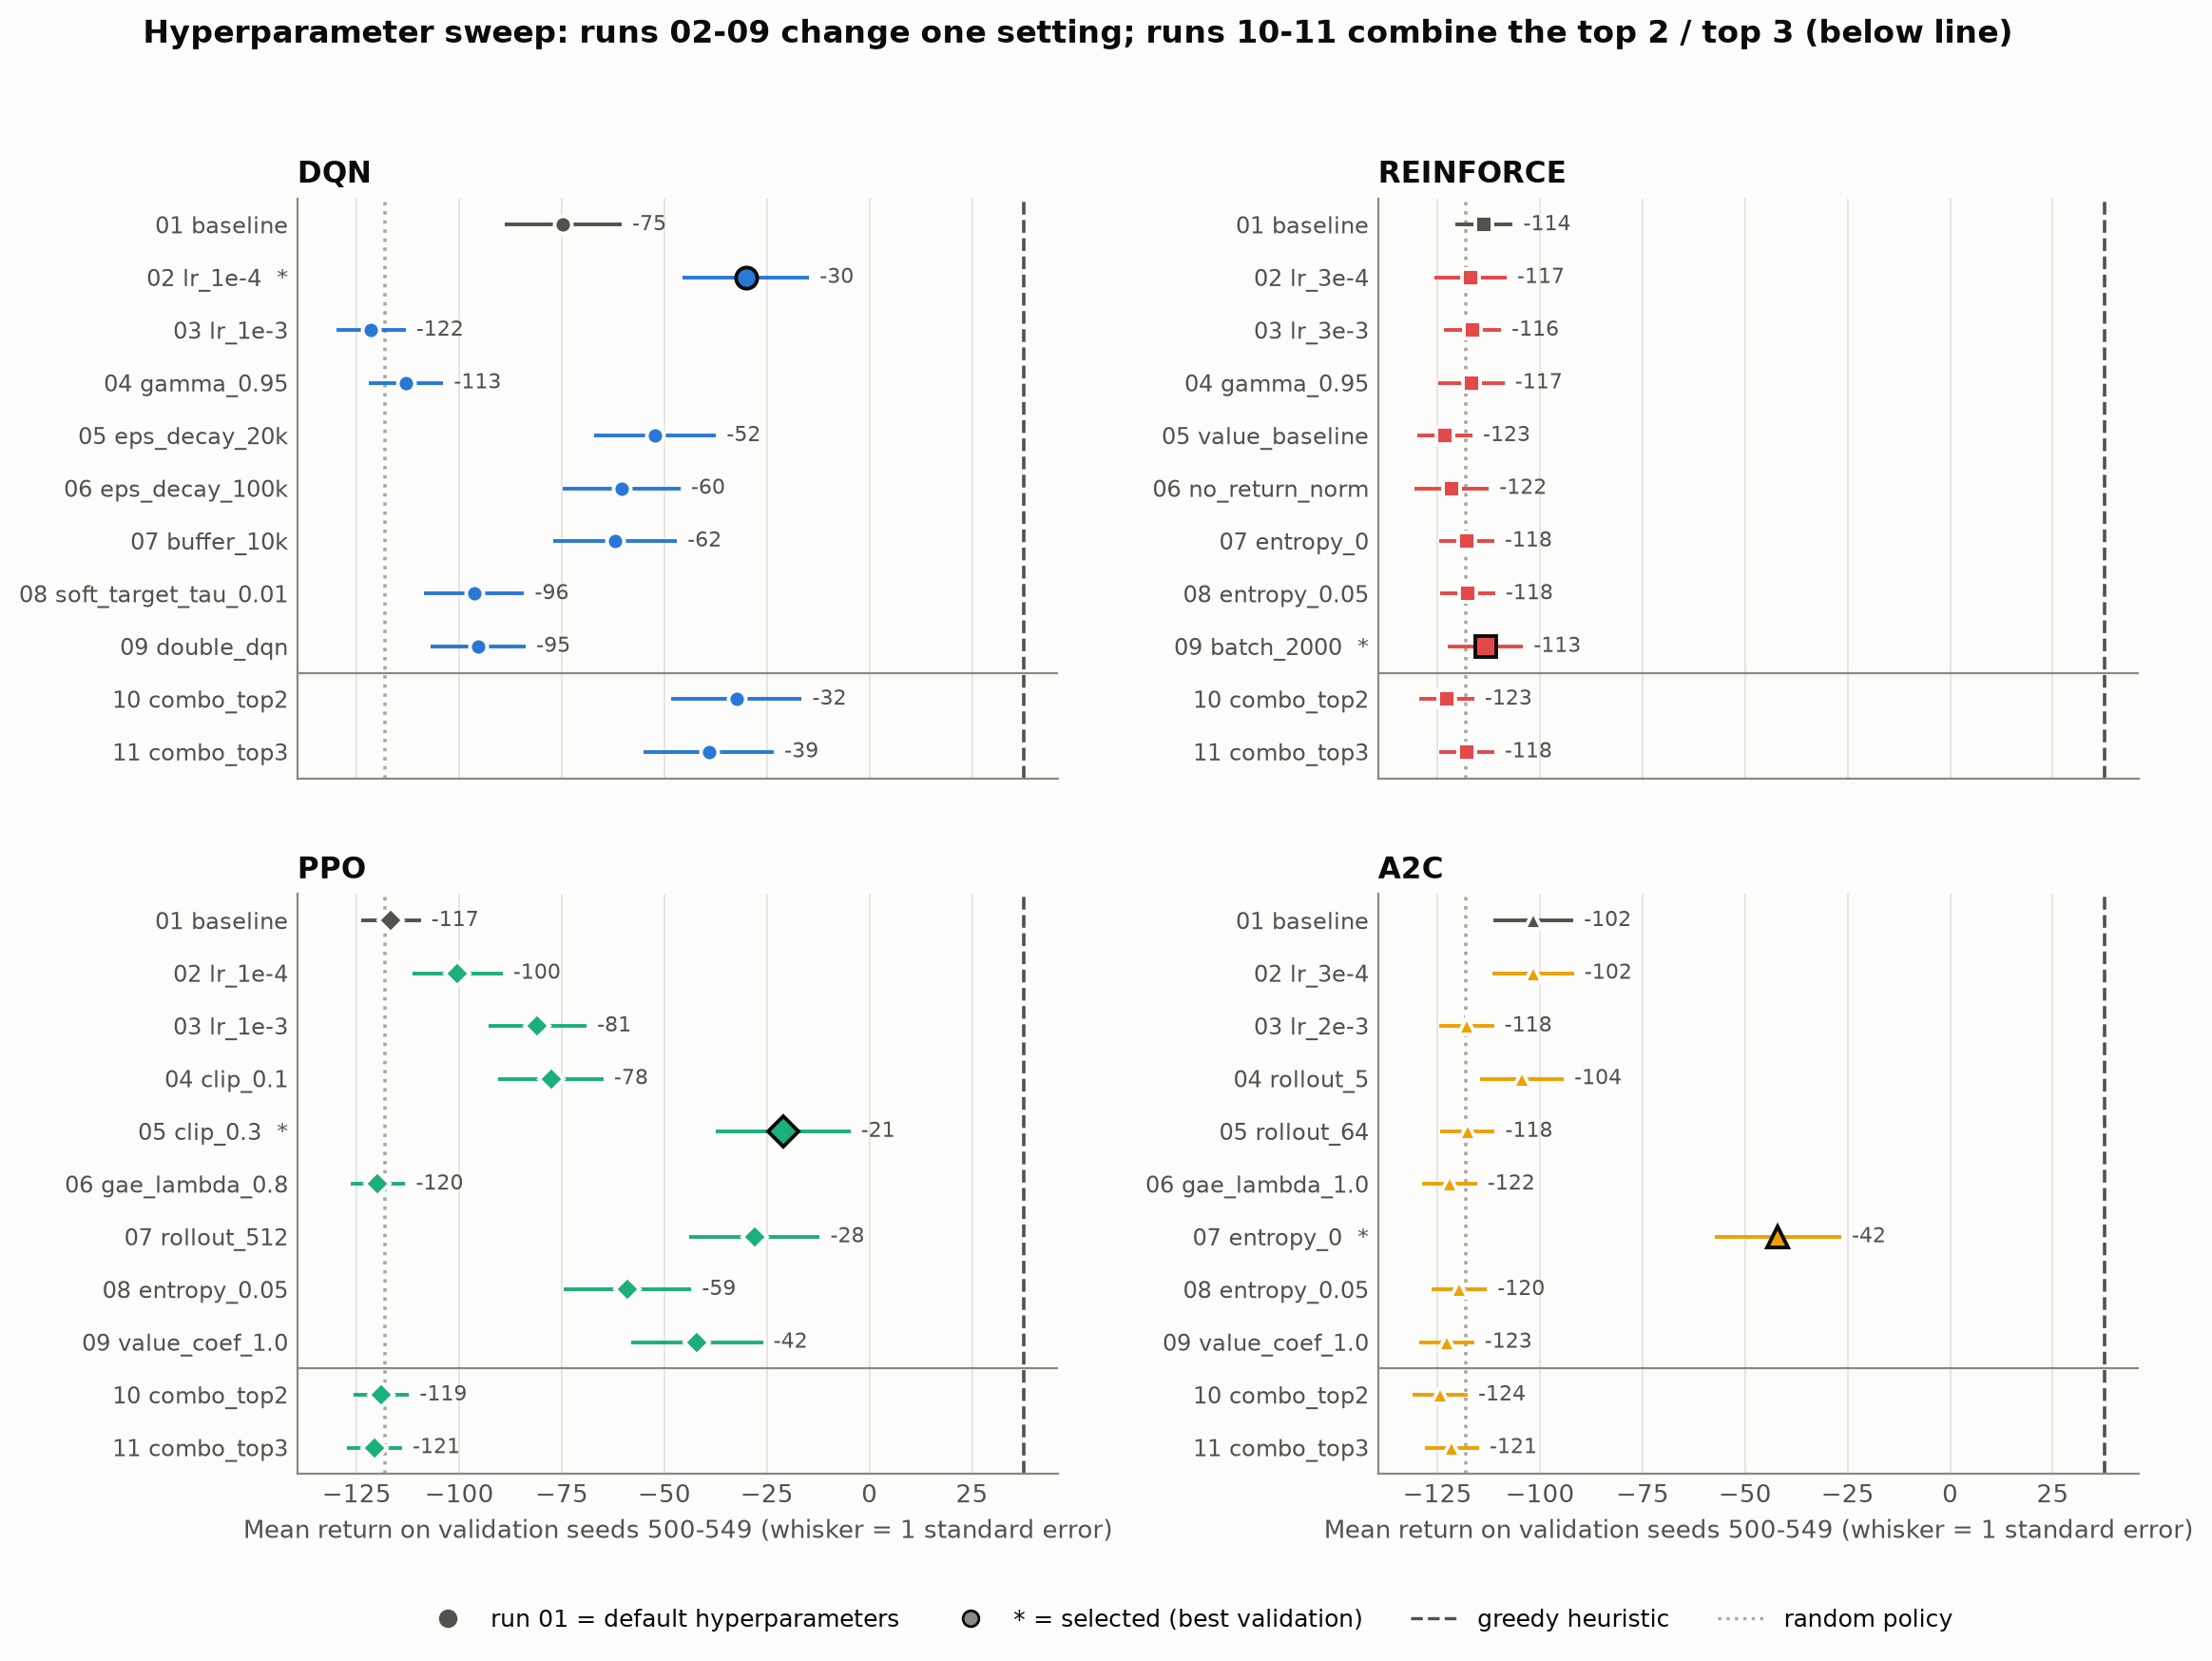 Hyperparameter sweep: runs 02-09 change one setting; runs 10-11 combine the top 2 / top 3 (below line)
DQN
01 baseline -75
02 lr_1e-4 * -30
03 lr_1e-3 -122
04 gamma_0.95 -113
05 eps_decay_20k -52
06 eps_decay_100k -60
07 buffer_10k -62
08 soft_target_tau_0.01 -96
09 double_dqn -95
10 combo_top2 -32
11 combo_top3 -39
REINFORCE
01 baseline -114
02 lr_3e-4 -117
03 lr_3e-3 -116
04 gamma_0.95 -117
05 value_baseline -123
06 no_return_norm -122
07 entropy_0 -118
08 entropy_0.05 -118
09 batch_2000 * -113
10 combo_top2 -123
11 combo_top3 -118
PPO
01 baseline -117
02 lr_1e-4 -100
03 lr_1e-3 -81
04 clip_0.1 -78
05 clip_0.3 * -21
06 gae_lambda_0.8 -120
07 rollout_512 -28
08 entropy_0.05 -59
09 value_coef_1.0 -42
10 combo_top2 -119
11 combo_top3 -121
−125 −100 −75 −50 −25 0 25
Mean return on validation seeds 500-549 (whisker = 1 standard error)
A2C
01 baseline -102
02 lr_3e-4 -102
03 lr_2e-3 -118
04 rollout_5 -104
05 rollout_64 -118
06 gae_lambda_1.0 -122
07 entropy_0 * -42
08 entropy_0.05 -120
09 value_coef_1.0 -123
10 combo_top2 -124
11 combo_top3 -121
−125 −100 −75 −50 −25 0 25
Mean return on validation seeds 500-549 (whisker = 1 standard error)
run 01 = default hyperparameters * = selected (best validation) greedy heuristic random policy